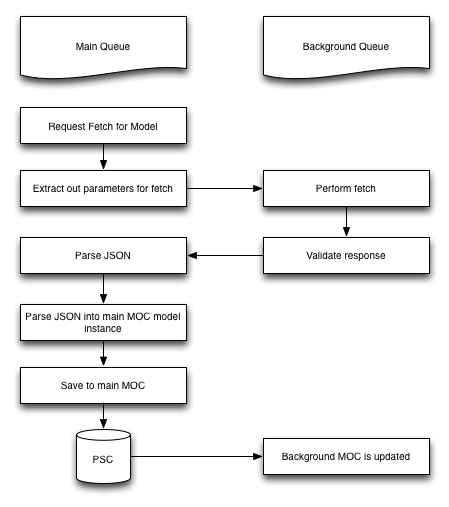 Main Queue
Background Queue
Request Fetch for Model
Extract out parameters for fetch
Perform fetch
Parse JSON
Validate response
Parse JSON into main MOC model
instance
Save to main MOC
PSC
Background MOC is updated